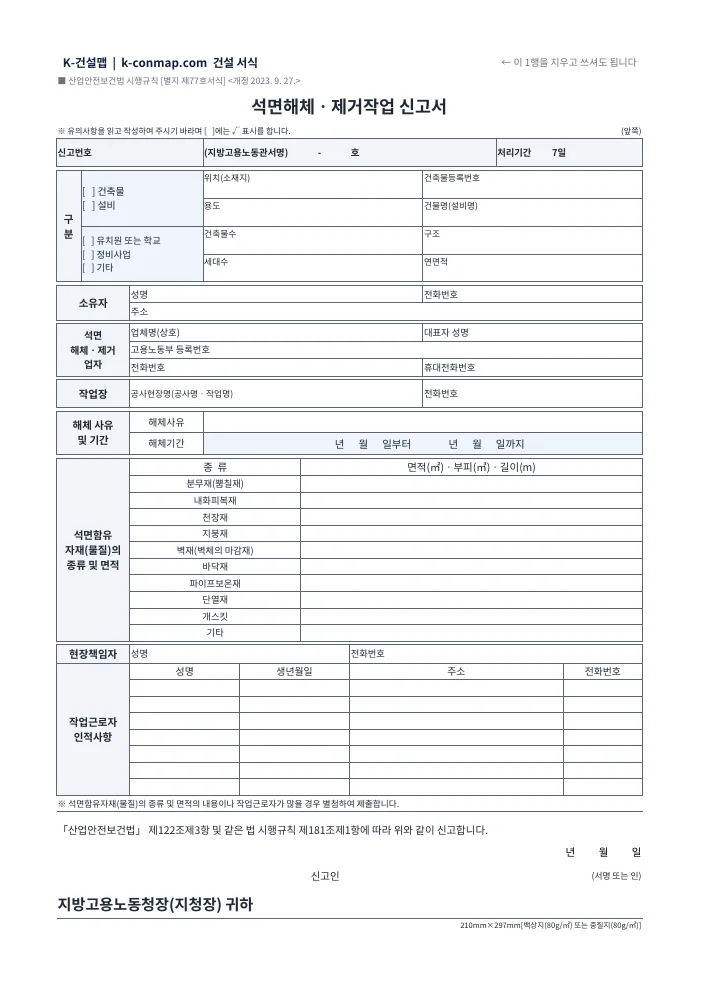 K-건설맵 | k-conmap.com 건설 서식 ← 이 1행을 지우고 쓰셔도 됩니다
■ 산업안전보건법 시행규칙 [별지 제77호서식] <개정 2023. 9. 27.>
석면해체ㆍ제거작업 신고서
※ 유의사항을 읽고 작성하여 주시기 바라며 [ ]에는 √ 표시를 합니다. (앞쪽)
신고번호 (지방고용노동관서명) - 호 처리기간 7일
구분
[ ] 건축물
[ ] 설비
위치(소재지) 건축물등록번호
용도 건물명(설비명)
[ ] 유치원 또는 학교
[ ] 정비사업
[ ] 기타
건축물수 구조
세대수 연면적
소유자
성명 전화번호
주소
석면
해체ㆍ제거
업자
업체명(상호) 대표자 성명
고용노동부 등록번호
전화번호 휴대전화번호
작업장 공사현장명(공사명ㆍ작업명) 전화번호
해체 사유
및 기간
해체사유
해체기간 년 월 일부터 년 월 일까지
석면함유
자재(물질)의
종류 및 면적
종 류 면적(㎡)ㆍ부피(㎥)ㆍ길이(m)
분무재(뿜칠재)
내화피복재
천장재
지붕재
벽재(벽체의 마감재)
바닥재
파이프보온재
단열재
개스킷
기타
현장책임자 성명 전화번호
작업근로자
인적사항
성명 생년월일 주소 전화번호
※ 석면함유자재(물질)의 종류 및 면적의 내용이나 작업근로자가 많을 경우 별첨하여 제출합니다.
「산업안전보건법」 제122조제3항 및 같은 법 시행규칙 제181조제1항에 따라 위와 같이 신고합니다.
년 월 일
신고인 (서명 또는 인)
지방고용노동청장(지청장) 귀하
210mm×297mm[백상지(80g/㎡) 또는 중질지(80g/㎡)]